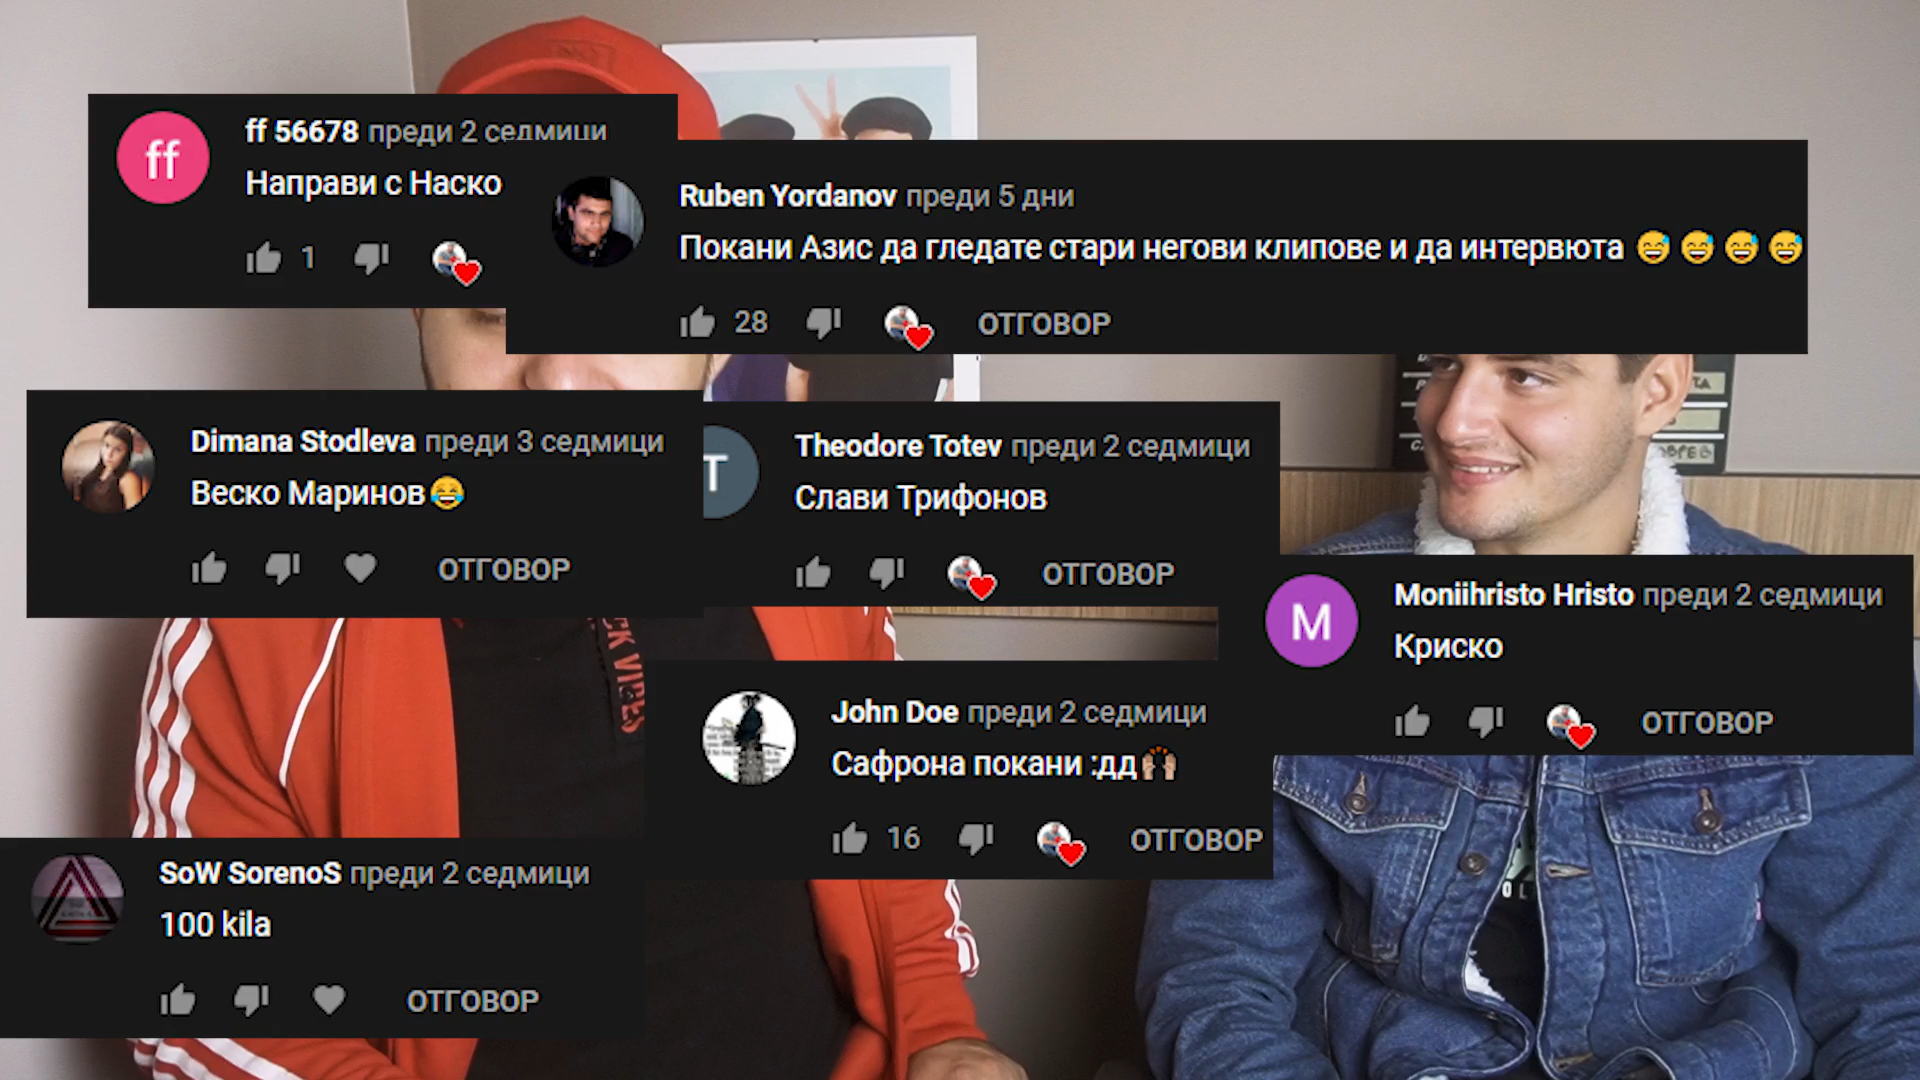 ff 56678 преди 2 седмици
Направи с Наско
1
Ruben Yordanov преди 5 дни
Покани Азис да гледате стари негови клипове и да интервюта 😅 😅 😅 😅
28 ОТГОВОР
Dimana Stodleva преди 3 седмици
Веско Маринов😂
ОТГОВОР
Theodore Totev преди 2 седмици
Слави Трифонов
ОТГОВОР
Moniihristo Hristo преди 2 седмици
Криско
ОТГОВОР
John Doe преди 2 седмици
Сафрона покани :дд🙌
16 ОТГОВОР
SoW SorenoS преди 2 седмици
100 kila
ОТГОВОР
ff
T
M
CK VIBES